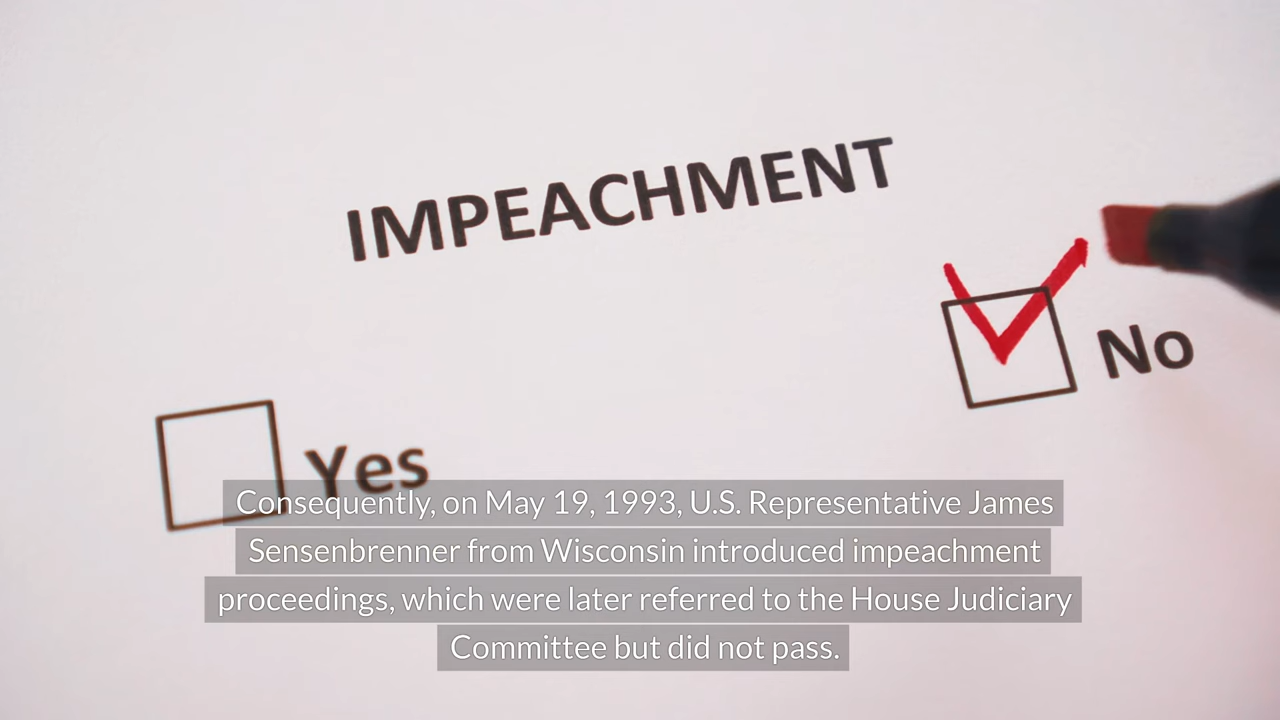 IMPEACHMENT
No
Yes
Consequently, on May 19, 1993, U.S. Representative James
Sensenbrenner from Wisconsin introduced impeachment
proceedings, which were later referred to the House Judiciary
Committee but did not pass.